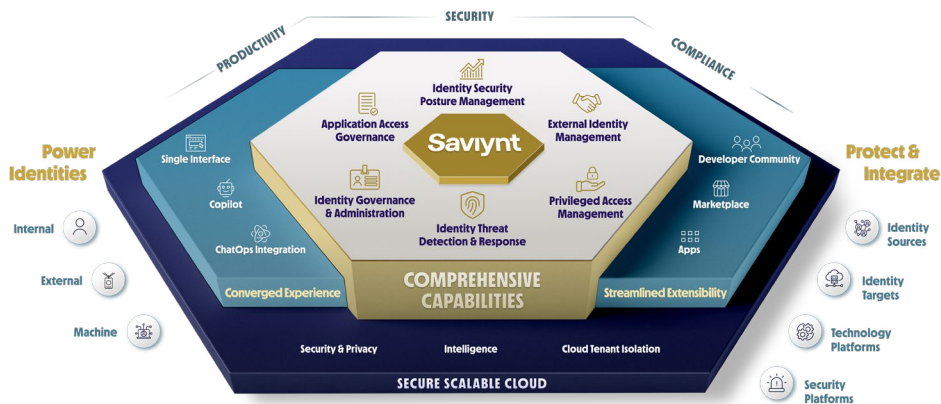 SECURITY
PRODUCTIVITY
COMPLIANCE
Identity Security
Posture Management
Application Access
Governance
External Identity
Management
Saviynt
Identity Governance
& Administration
Privileged Access
Management
Identity Threat
Detection & Response
COMPREHENSIVE
CAPABILITIES
Single Interface
Copilot
ChatOps Integration
Converged Experience
Developer Community
Marketplace
Apps
Streamlined Extensibility
Power
Identities
Internal
External
Machine
Protect &
Integrate
Identity
Sources
Identity
Targets
Technology
Platforms
Security
Platforms
Security & Privacy
Intelligence
Cloud Tenant Isolation
SECURE SCALABLE CLOUD